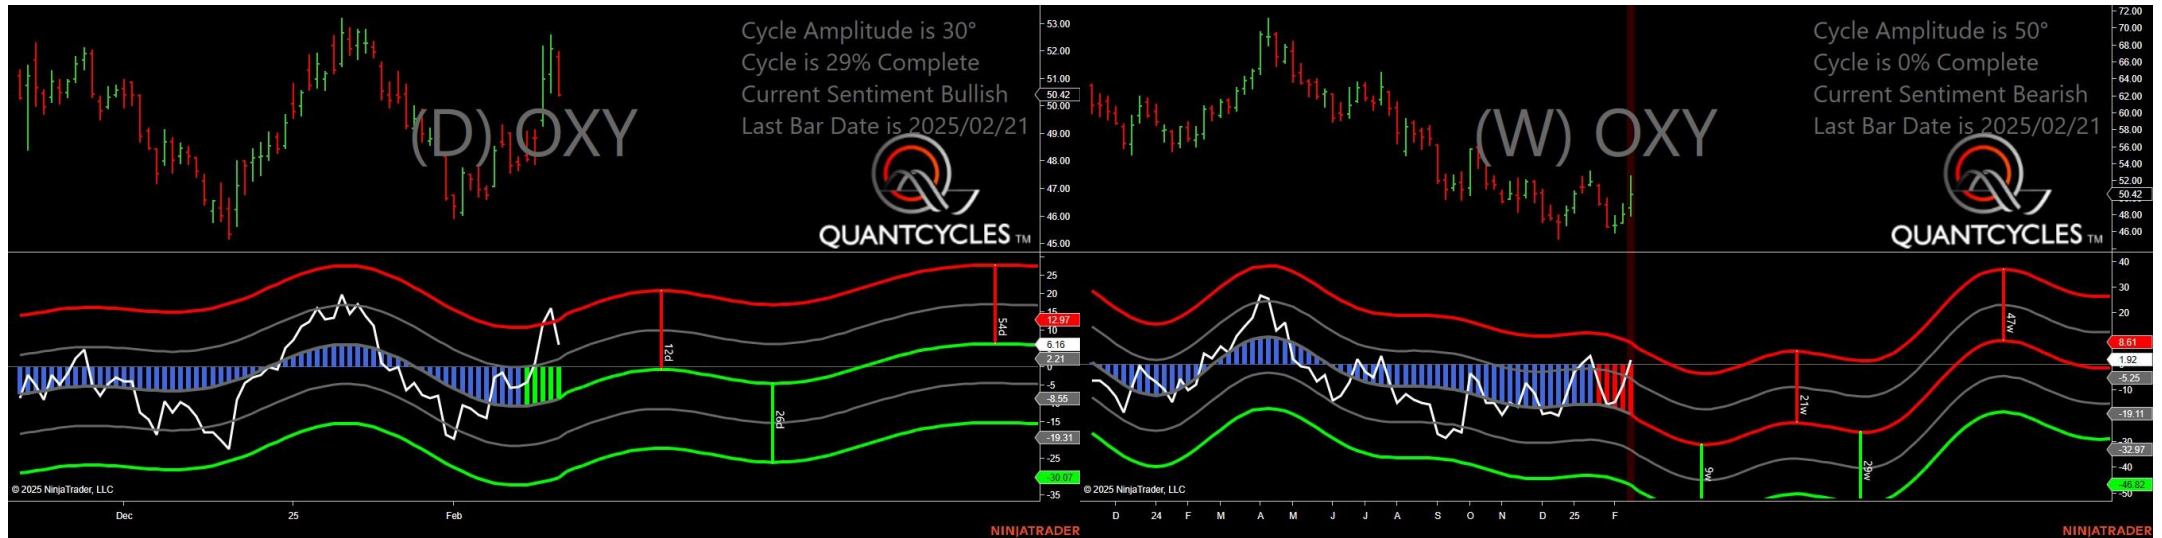 Cycle Amplitude is 30°
Cycle is 29% Complete
Current Sentiment Bullish
Last Bar Date is 2025/02/21
(D) OXY
QUANTCYCLES TM
53.00
52.00
51.00
50.42
50.00
49.00
48.00
47.00
46.00
45.00
25
20
15
12.97
10
6.16
2.21
0
-5
-8.55
-15
-19.31
-25
-30.07
-35
12d
26d
54d
© 2025 NinjaTrader, LLC
Dec
25
Feb
NINJATRADER
Cycle Amplitude is 50°
Cycle is 0% Complete
Current Sentiment Bearish
Last Bar Date is 2025/02/21
(W) OXY
QUANTCYCLES TM
72.00
70.00
68.00
66.00
64.00
62.00
60.00
58.00
56.00
54.00
52.00
50.42
48.00
46.00
40
30
20
8.61
1.92
-5.25
-10
-19.11
-30
-32.97
-40
-46.82
-50
9w
21w
29w
47w
© 2025 NinjaTrader, LLC
D
24
F
M
A
M
J
J
A
S
O
N
D
25
F
NINJATRADER